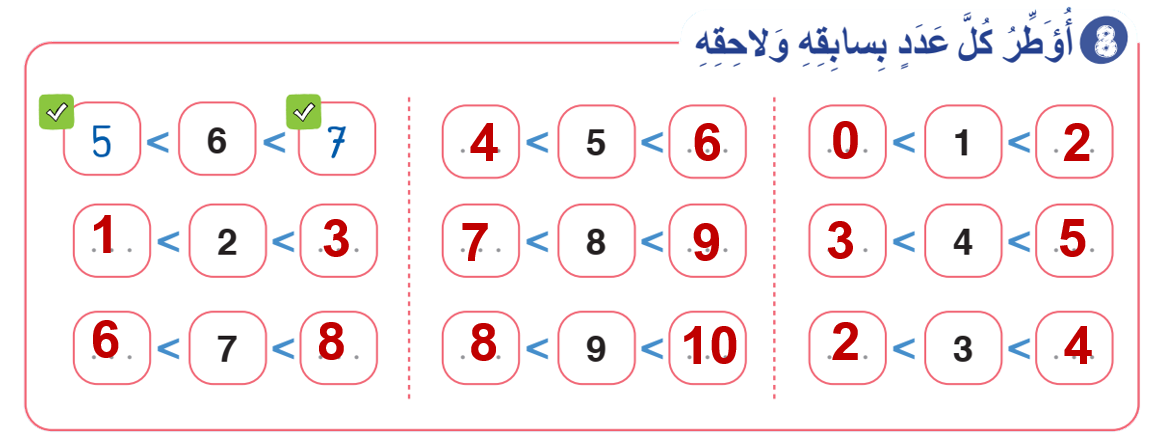 8 أُؤَطِّرُ كُلَّ عَدَدٍ بِسابِقِهِ وَلاحِقِهِ
5 < 6 < 7 4 < 5 < 6 0 < 1 < 2
1 < 2 < 3 7 < 8 < 9 3 < 4 < 5
6 < 7 < 8 8 < 9 < 10 2 < 3 < 4